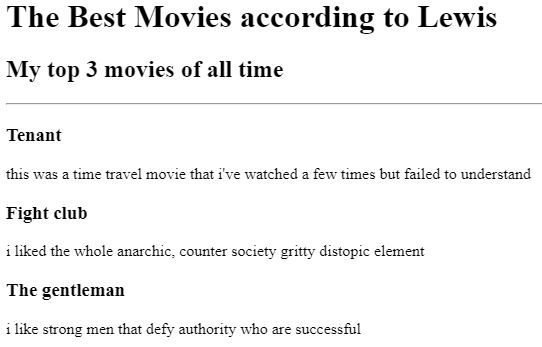 The Best Movies according to Lewis
My top 3 movies of all time
Tenant
this was a time travel movie that i've watched a few times but failed to understand
Fight club
i liked the whole anarchic, counter society gritty distopic element
The gentleman
i like strong men that defy authority who are successful